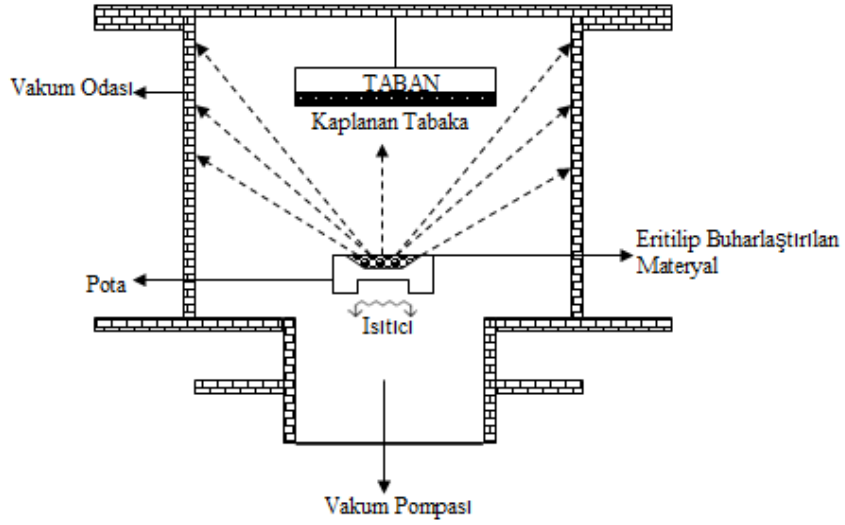 TABAN
Kaplanan Tabaka
Vakum Odası
Eritilip Buharlaştırılan
Materyal
Pota
Isıtıcı
Vakum Pompası